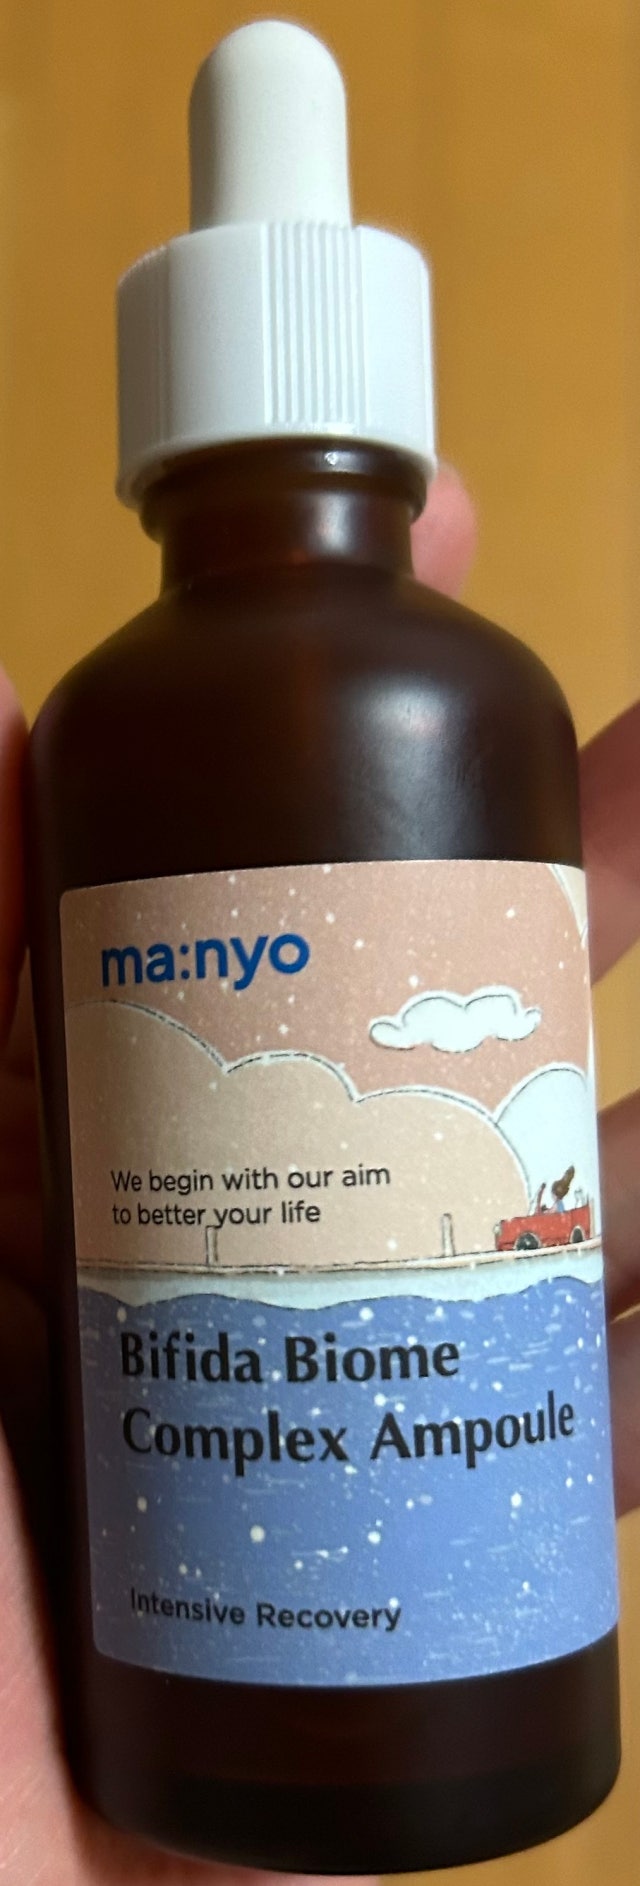 ma:nyo
We begin with our aim
to better your life
Bifida Biome
Complex Ampoule
Intensive Recovery